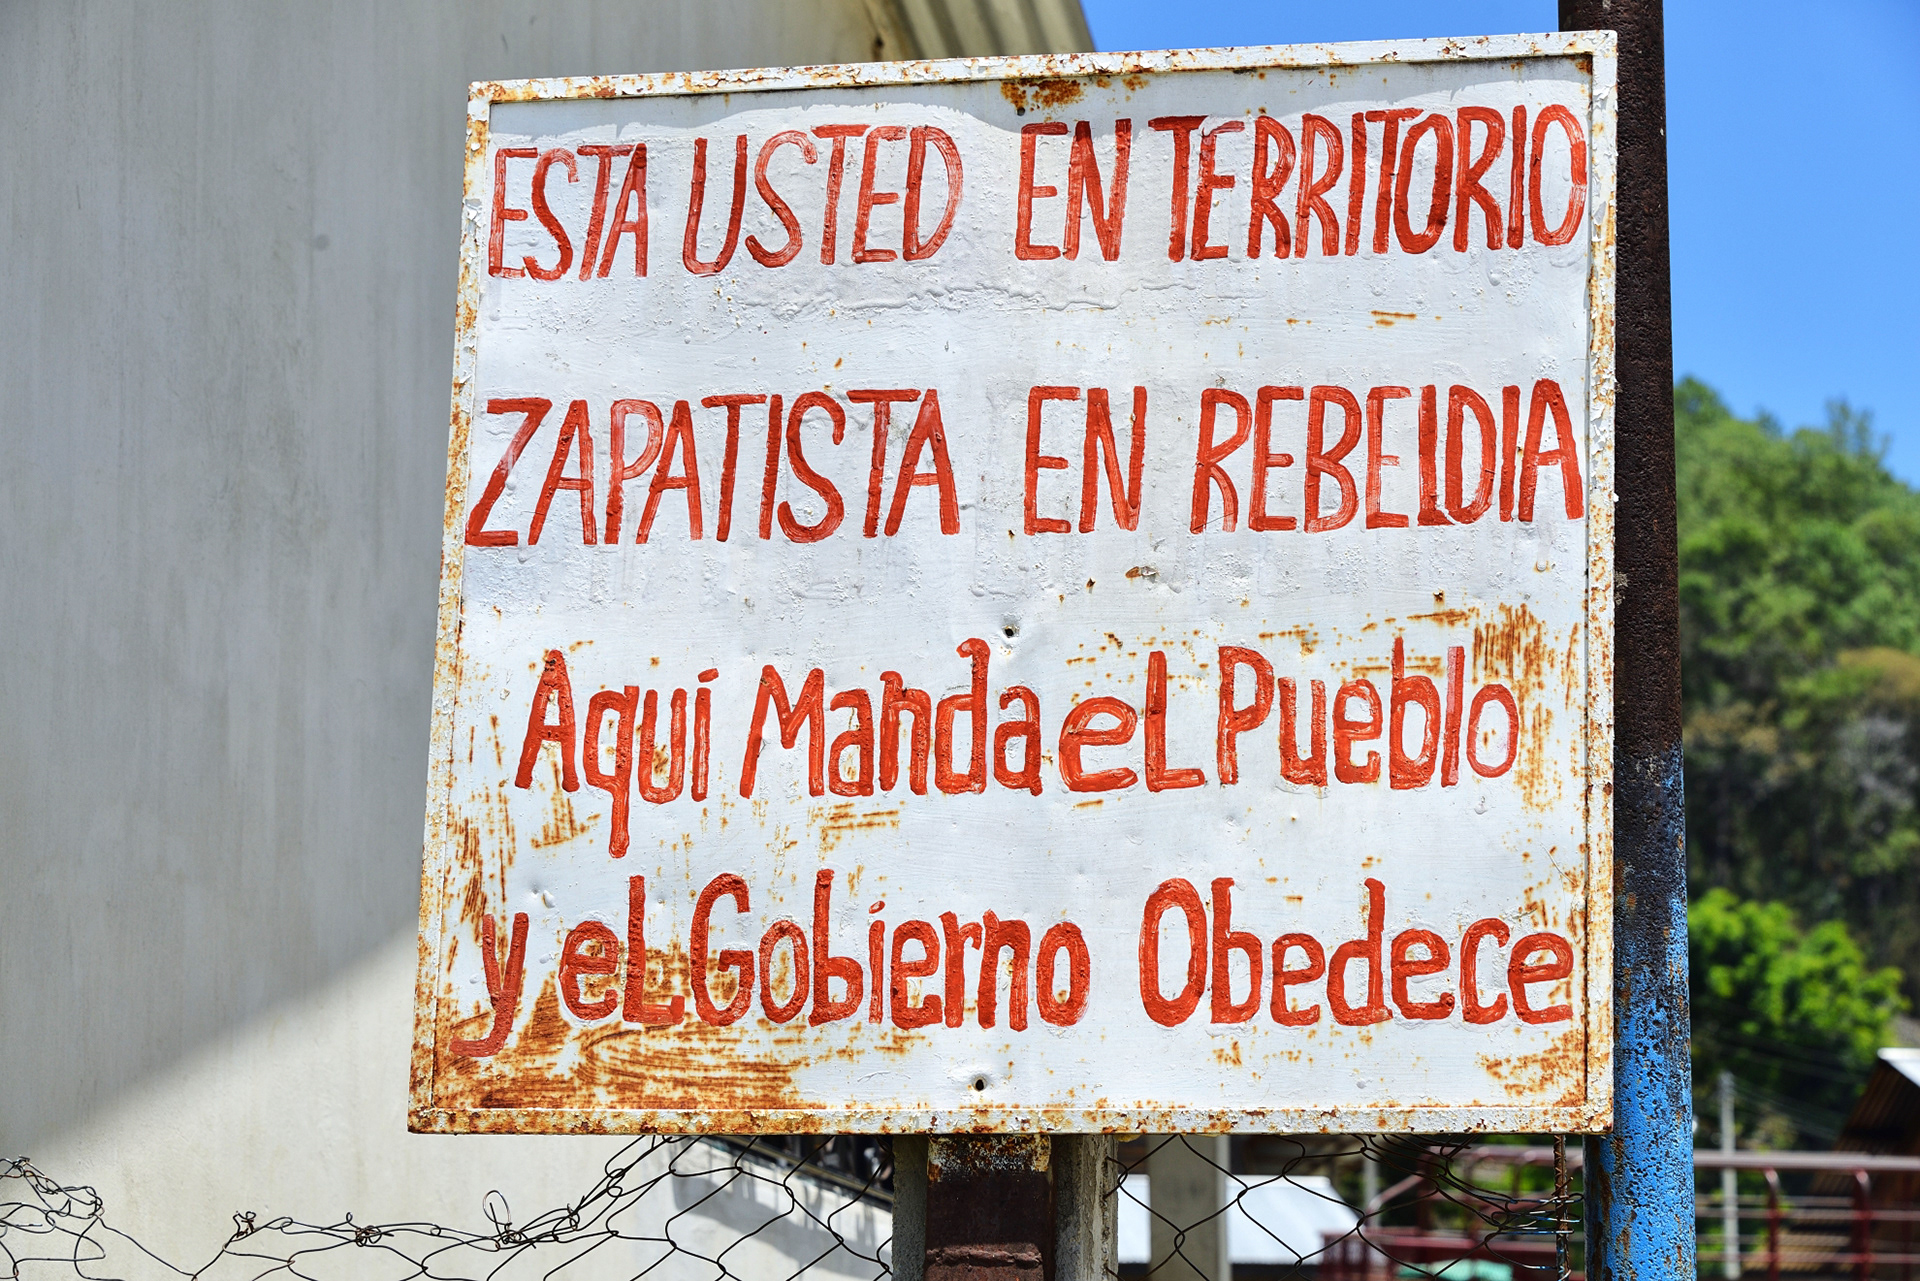 ESTA USTED EN TERRITORIO
ZAPATISTA EN REBELDIA
Aquí Manda eL Pueblo
y eL Gobierno Obedece